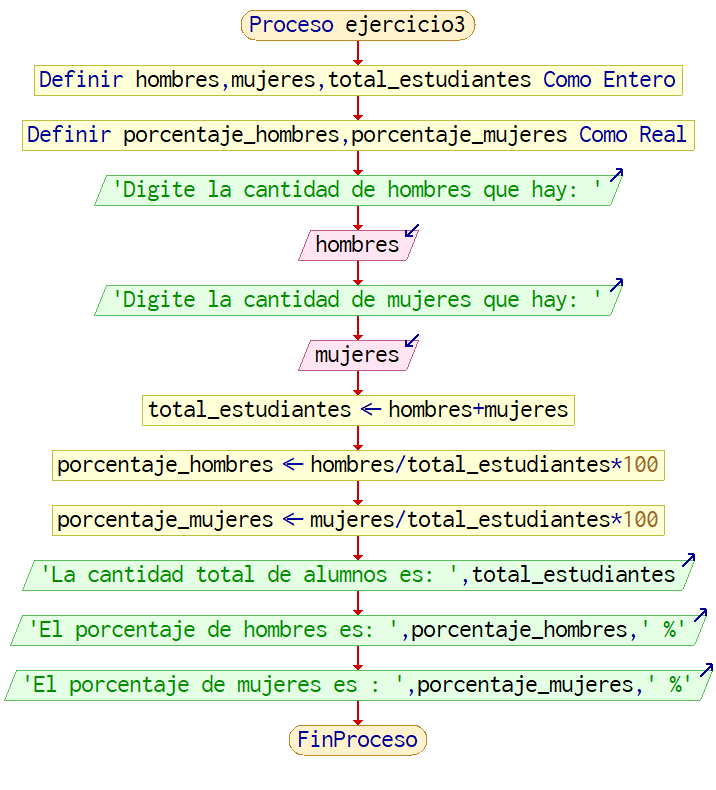 Proceso ejercicio3
Definir hombres,mujeres,total_estudiantes Como Entero
Definir porcentaje_hombres,porcentaje_mujeres Como Real
'Digite la cantidad de hombres que hay: '
hombres
'Digite la cantidad de mujeres que hay: '
mujeres
total_estudiantes ← hombres+mujeres
porcentaje_hombres ← hombres/total_estudiantes*100
porcentaje_mujeres ← mujeres/total_estudiantes*100
'La cantidad total de alumnos es: ',total_estudiantes
'El porcentaje de hombres es: ',porcentaje_hombres,' %'
'El porcentaje de mujeres es : ',porcentaje_mujeres,' %'
FinProceso